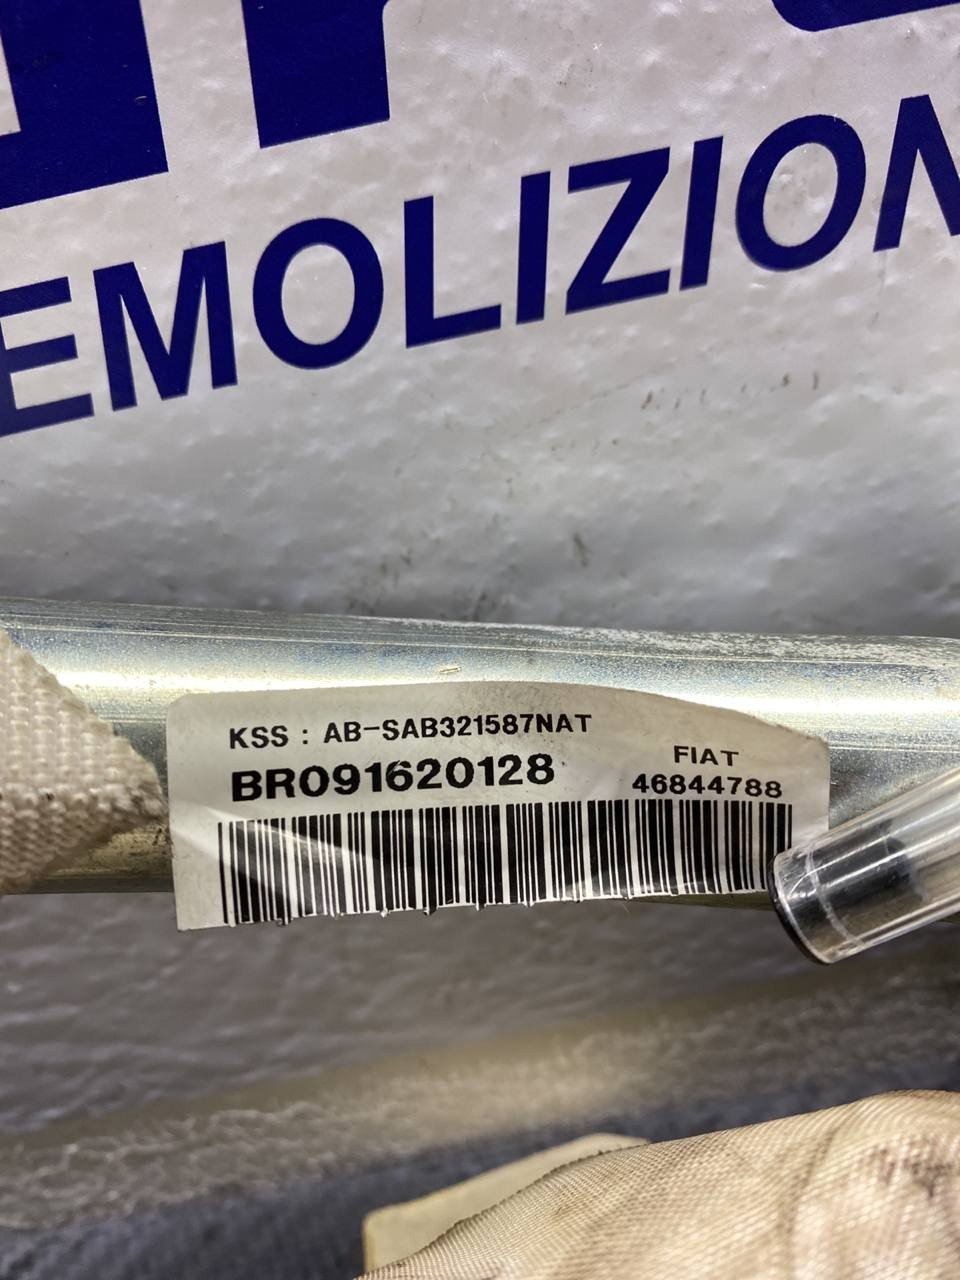 EMOLIZION
KSS : AB-SAB321587NAT
BR091620128
FIAT
46844788